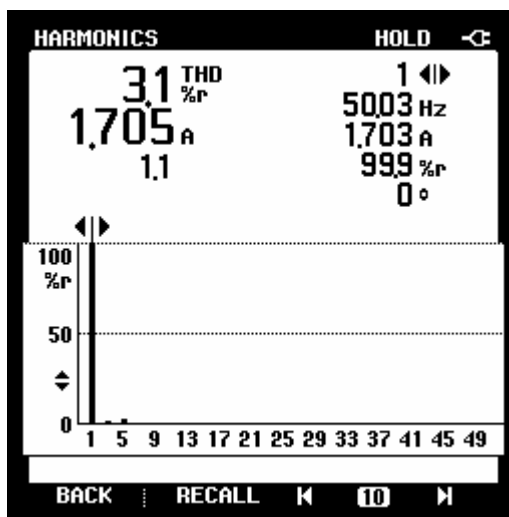 HARMONICS HOLD
3.1 THD %r
1.705 A
1.1
1
50.03 Hz
1.703 A
99.9 %r
0 °
100
%r
50
0
1 5 9 13 17 21 25 29 33 37 41 45 49
BACK RECALL 10